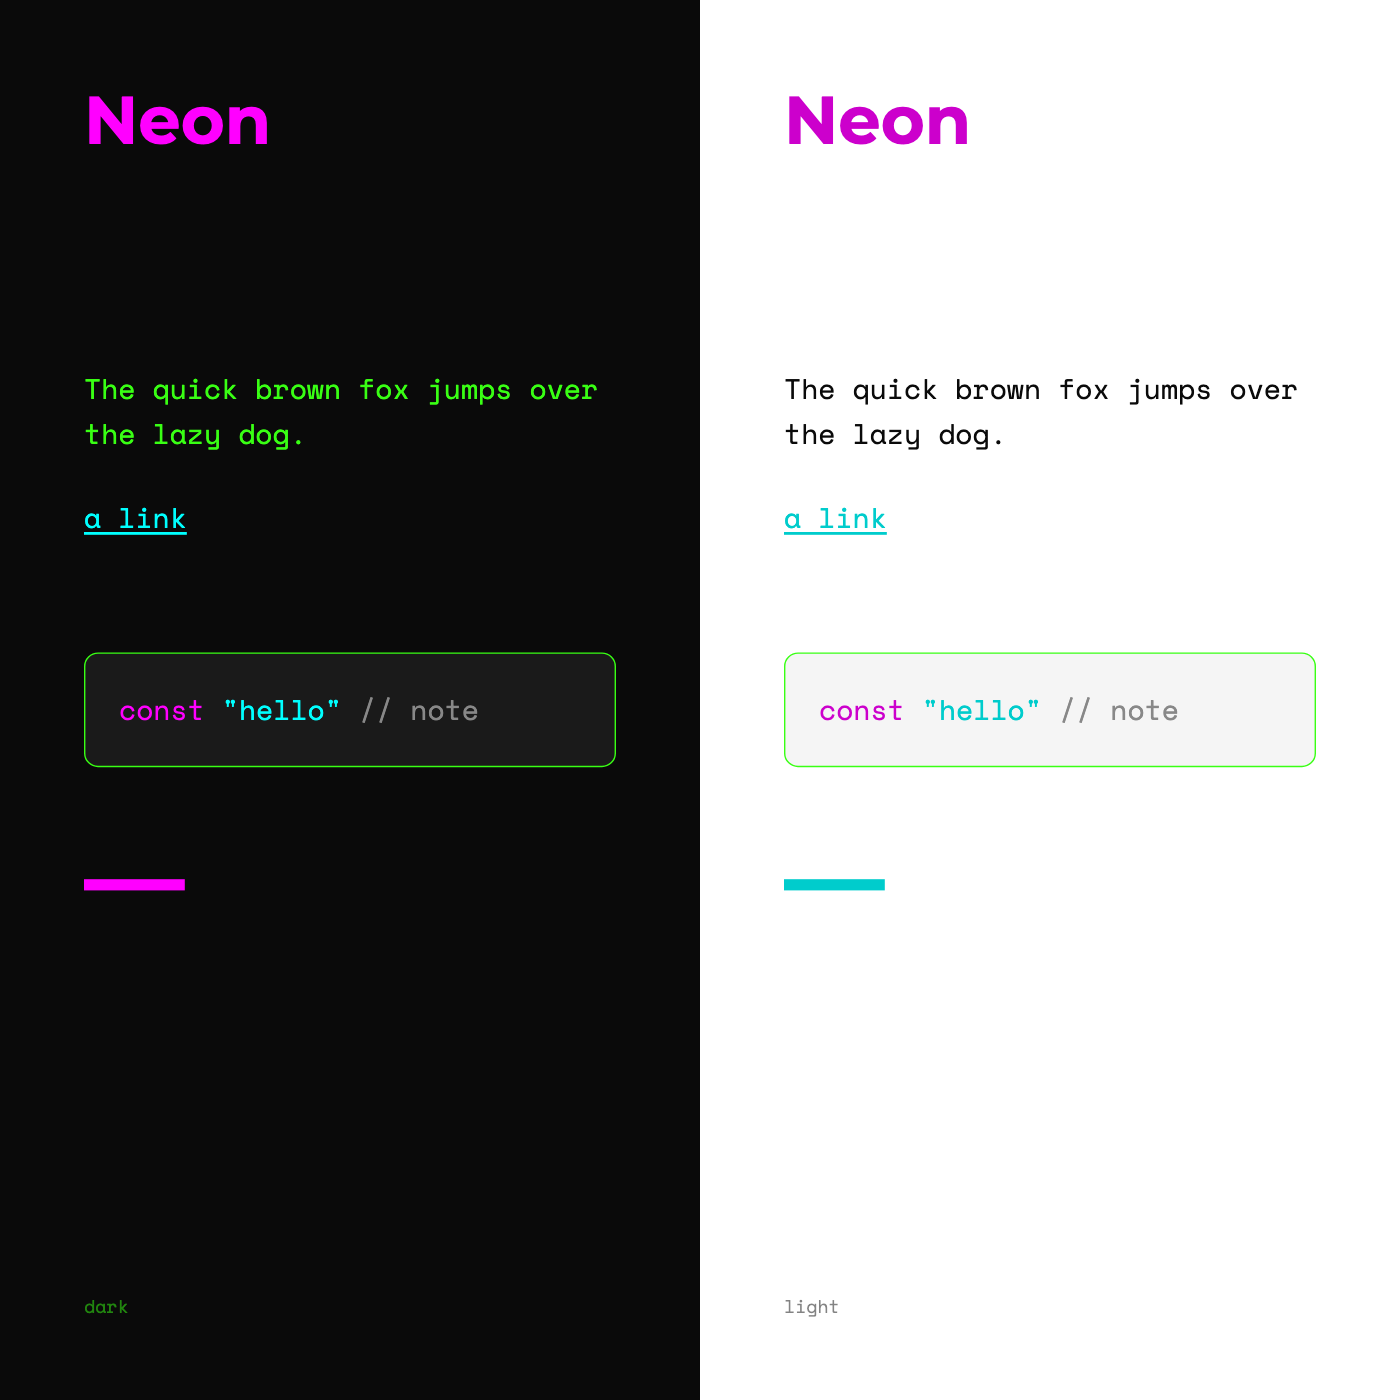 Neon
The quick brown fox jumps over
the lazy dog.
a link
const "hello" // note
dark
Neon
The quick brown fox jumps over
the lazy dog.
a link
const "hello" // note
light